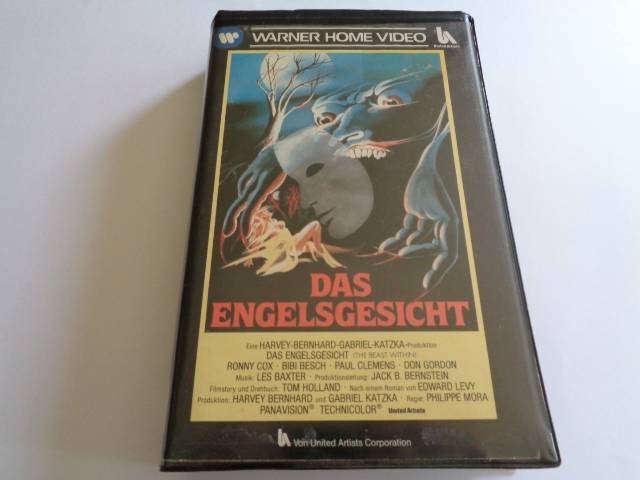 WARNER HOME VIDEO
United Artists
DAS
ENGELSGESICHT
Eine HARVEY-BERNHARD-GABRIEL-KATZKA-Produktion
DAS ENGELSGESICHT (THE BEAST WITHIN)
RONNY COX · BIBI BESCH · PAUL CLEMENS · DON GORDON
Musik: LES BAXTER · Produktionsleitung: JACK B. BERNSTEIN
Filmstory und Drehbuch: TOM HOLLAND · Nach einem Roman von EDWARD LEVY
Produktion: HARVEY BERNHARD und GABRIEL KATZKA · Regie: PHILIPPE MORA
PANAVISION® TECHNICOLOR® United Artists
Von United Artists Corporation